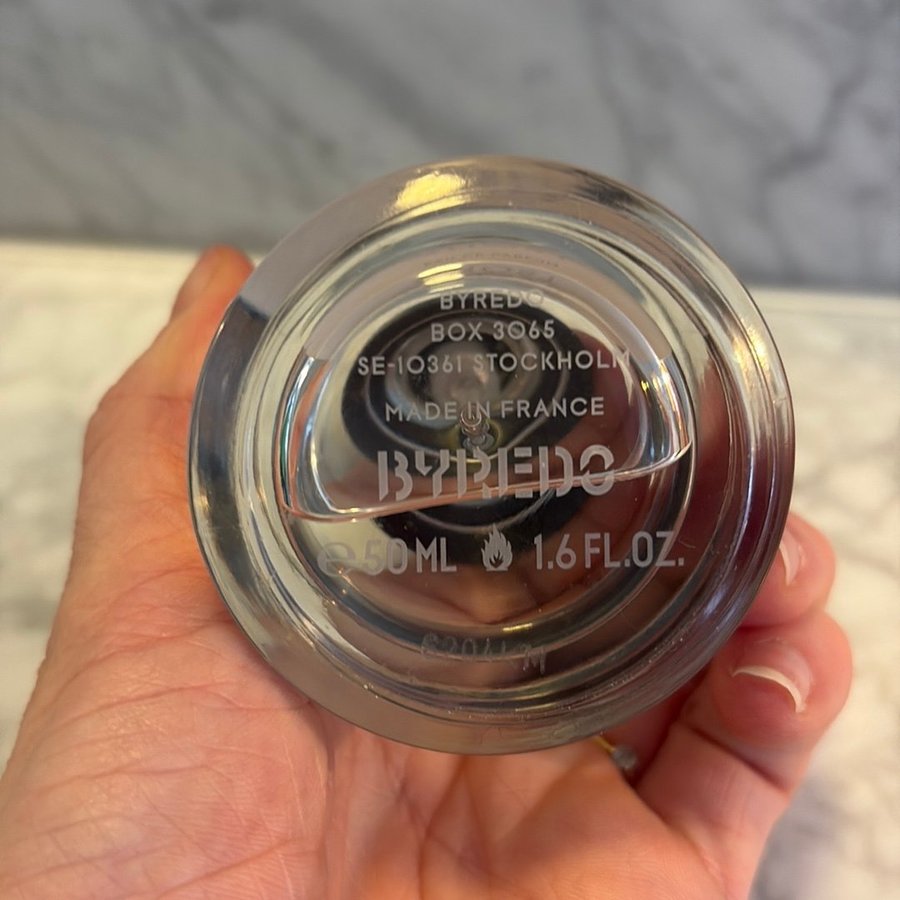 BYREDO
BOX 3065
SE-10361 STOCKHOLM
MADE IN FRANCE
BYREDO
e 50 ML 1.6 FL.OZ.